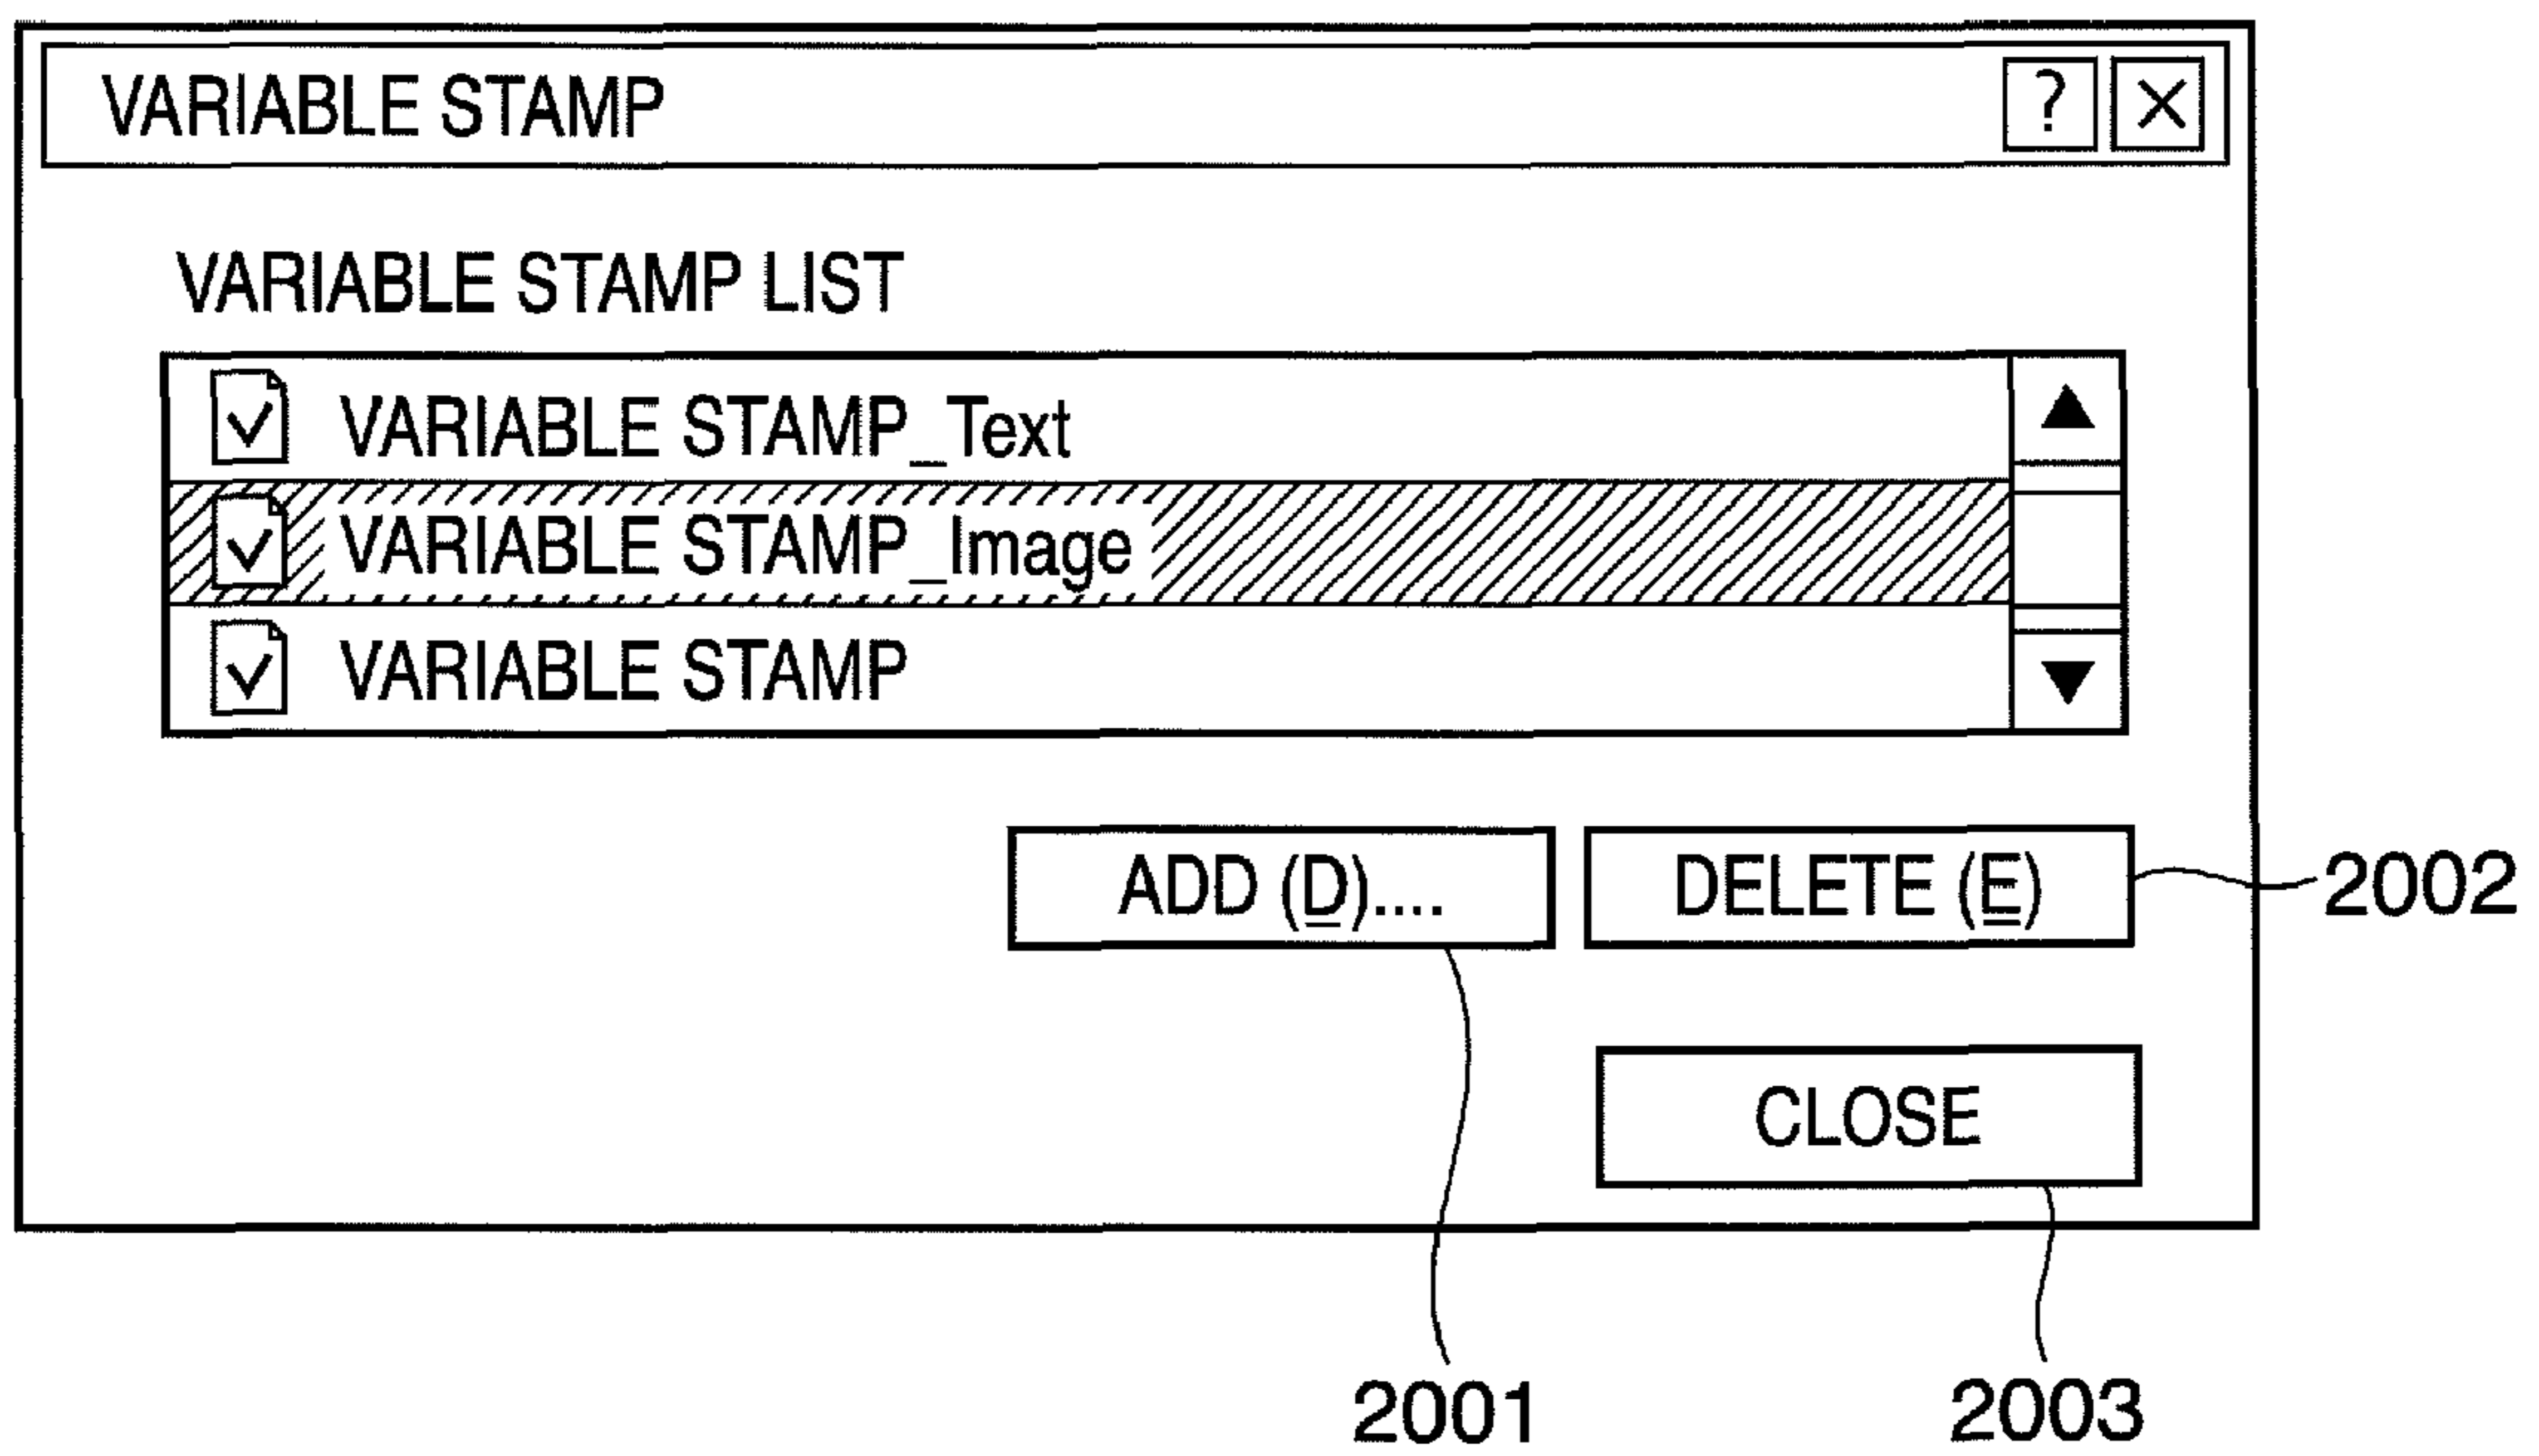 VARIABLE STAMP ? ×
VARIABLE STAMP LIST
VARIABLE STAMP_Text
VARIABLE STAMP_Image
VARIABLE STAMP
ADD (D)....
DELETE (E)
2002
CLOSE
2001
2003